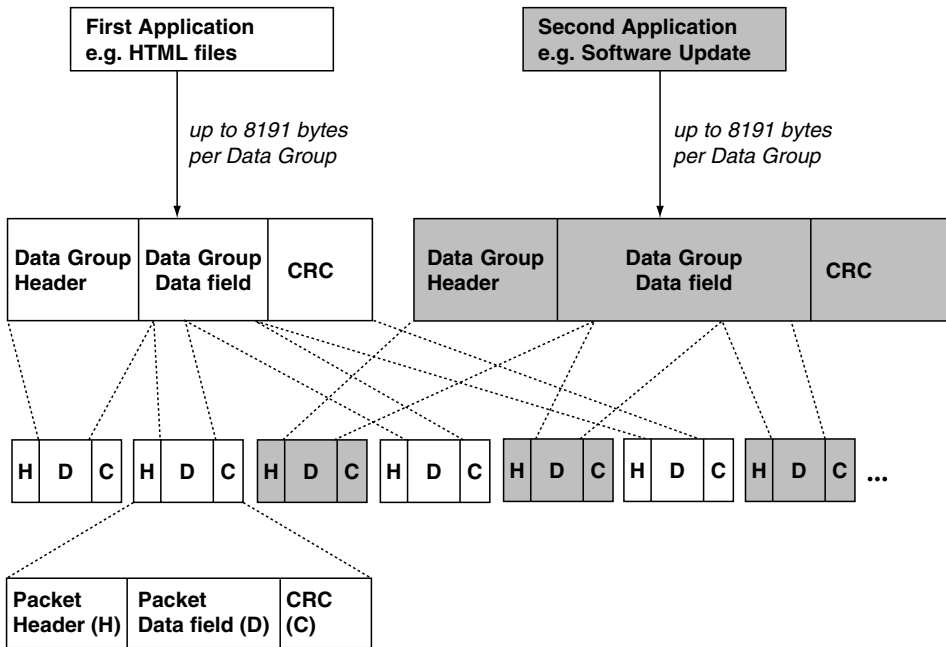 First Application
e.g. HTML files
Second Application
e.g. Software Update
up to 8191 bytes
per Data Group
up to 8191 bytes
per Data Group
Data Group
Header
Data Group
Data field
CRC
Data Group
Header
Data Group
Data field
CRC
H D C H D C H D C H D C H D C H D C H D C ...
Packet
Header (H)
Packet
Data field (D)
CRC
(C)